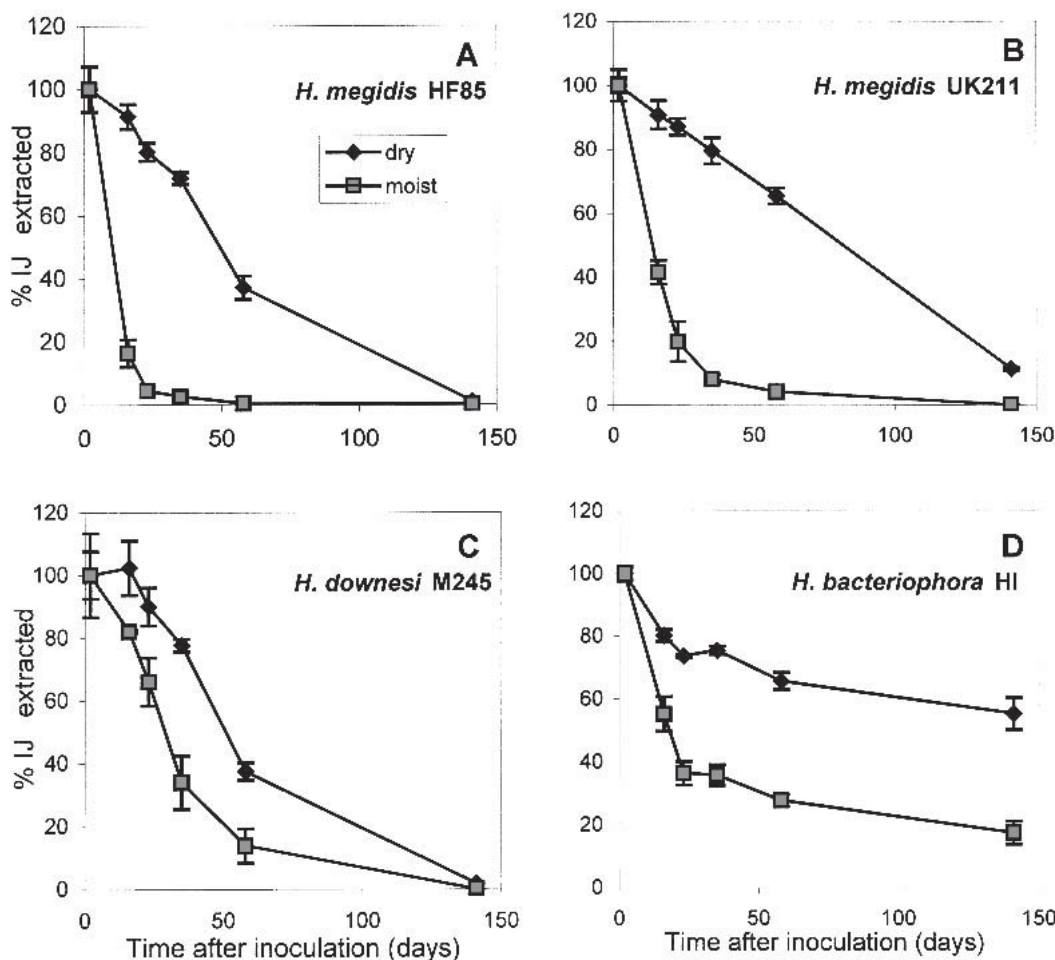 A
H. megidis HF85
dry
moist
% IJ extracted
120
100
80
60
40
20
0
0 50 100 150
B
H. megidis UK211
120
100
80
60
40
20
0
0 50 100 150
C
H. downesi M245
% IJ extracted
120
100
80
60
40
20
0
0 50 100 150
Time after inoculation (days)
D
H. bacteriophora HI
120
100
80
60
40
20
0
0 50 100 150
Time after inoculation (days)